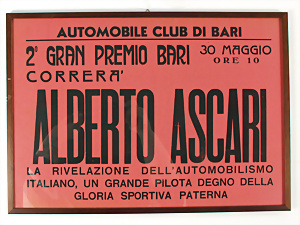 AUTOMOBILE CLUB DI BARI
2º GRAN PREMIO BARI 30 MAGGIO
ORE 10
CORRERA'
ALBERTO ASCARI
LA RIVELAZIONE DELL'AUTOMOBILISMO
ITALIANO, UN GRANDE PILOTA DEGNO DELLA
GLORIA SPORTIVA PATERNA